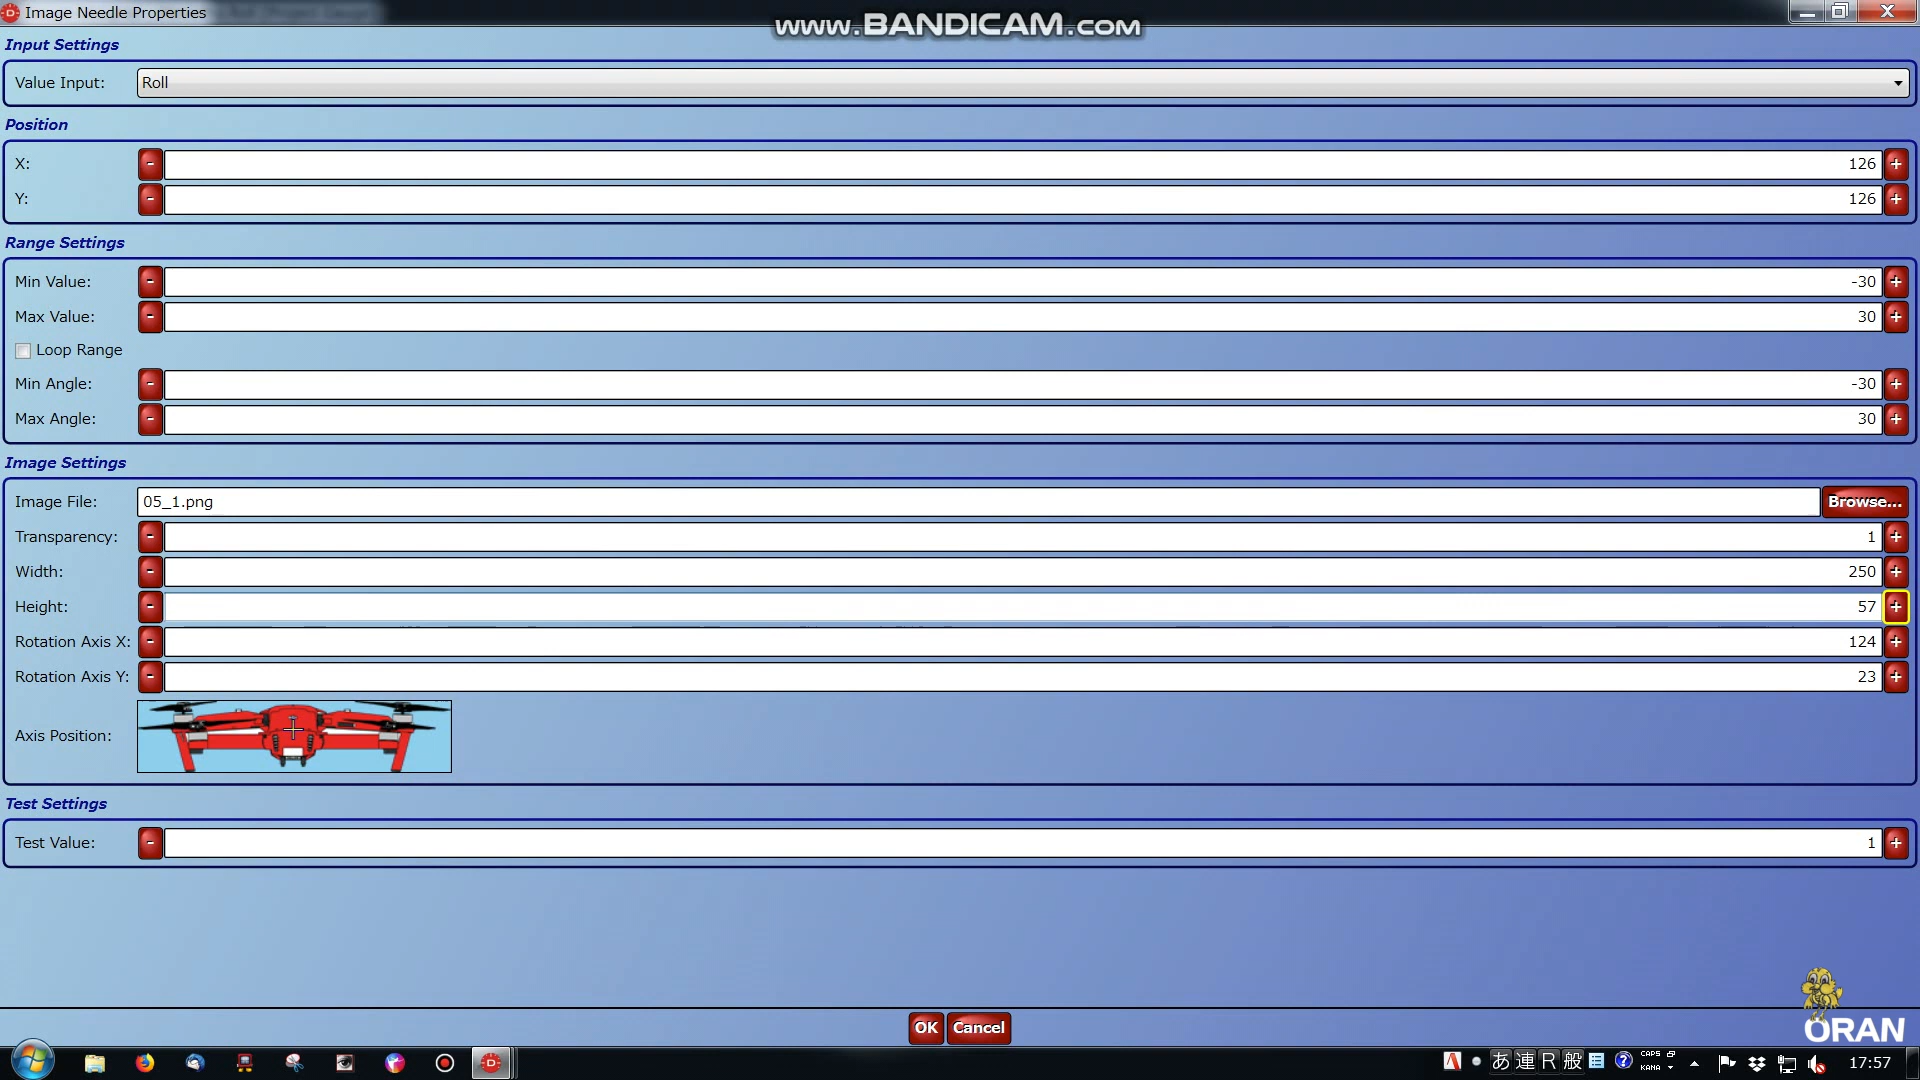 Image Needle Properties
www.BANDICAM.com
Input Settings
Value Input: Roll
Position
X: - 126 +
Y: - 126 +
Range Settings
Min Value: - -30 +
Max Value: - 30 +
Loop Range
Min Angle: - -30 +
Max Angle: - 30 +
Image Settings
Image File: 05_1.png Browse...
Transparency: - 1 +
Width: - 250 +
Height: - 57 +
Rotation Axis X: - 124 +
Rotation Axis Y: - 23 +
Axis Position:
Test Settings
Test Value: - 1 +
OK Cancel
ORAN
あ 連 R 般 CAPS KANA 17:57